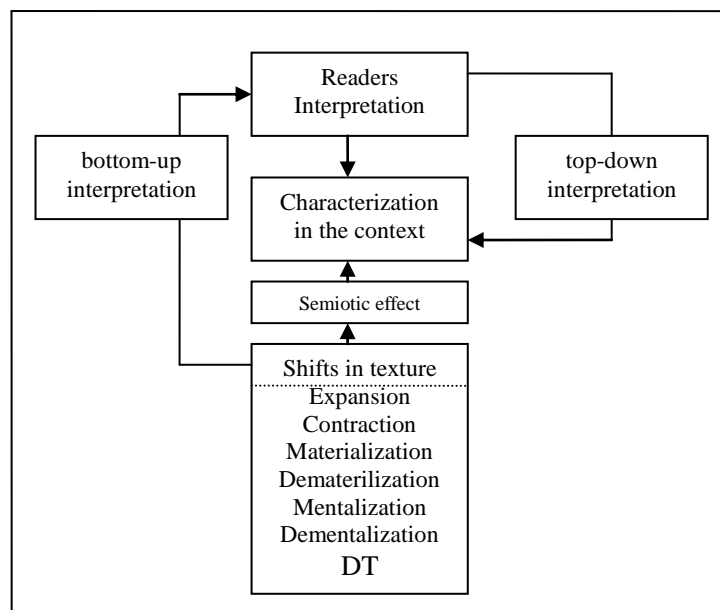 Readers
Interpretation
bottom-up
interpretation
top-down
interpretation
Characterization
in the context
Semiotic effect
Shifts in texture
Expansion
Contraction
Materialization
Dematerilization
Mentalization
Dementalization
DT